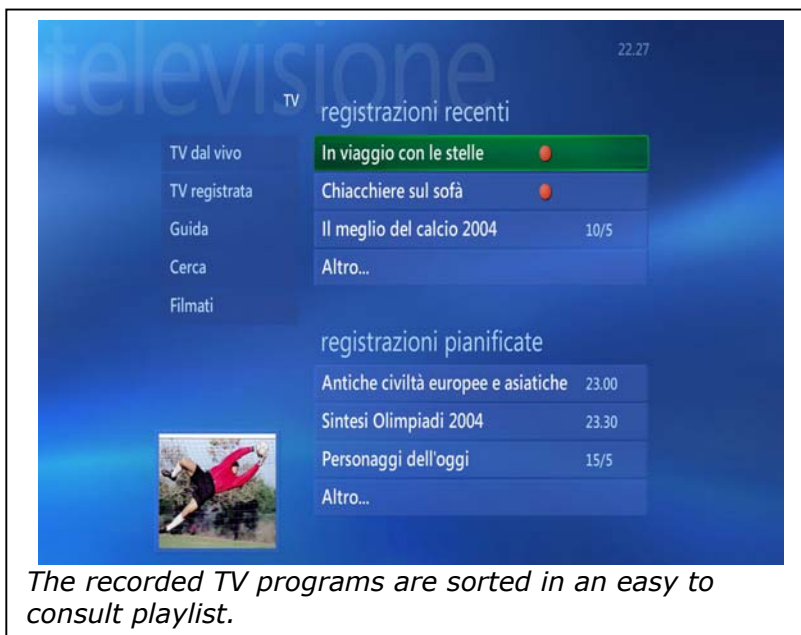 televisione
22.27
TV
registrazioni recenti
TV dal vivo
TV registrata
Guida
Cerca
Filmati
In viaggio con le stelle
Chiacchiere sul sofà
Il meglio del calcio 2004 10/5
Altro...
registrazioni pianificate
Antiche civiltà europee e asiatiche 23.00
Sintesi Olimpiadi 2004 23.30
Personaggi dell'oggi 15/5
Altro...
The recorded TV programs are sorted in an easy to
consult playlist.